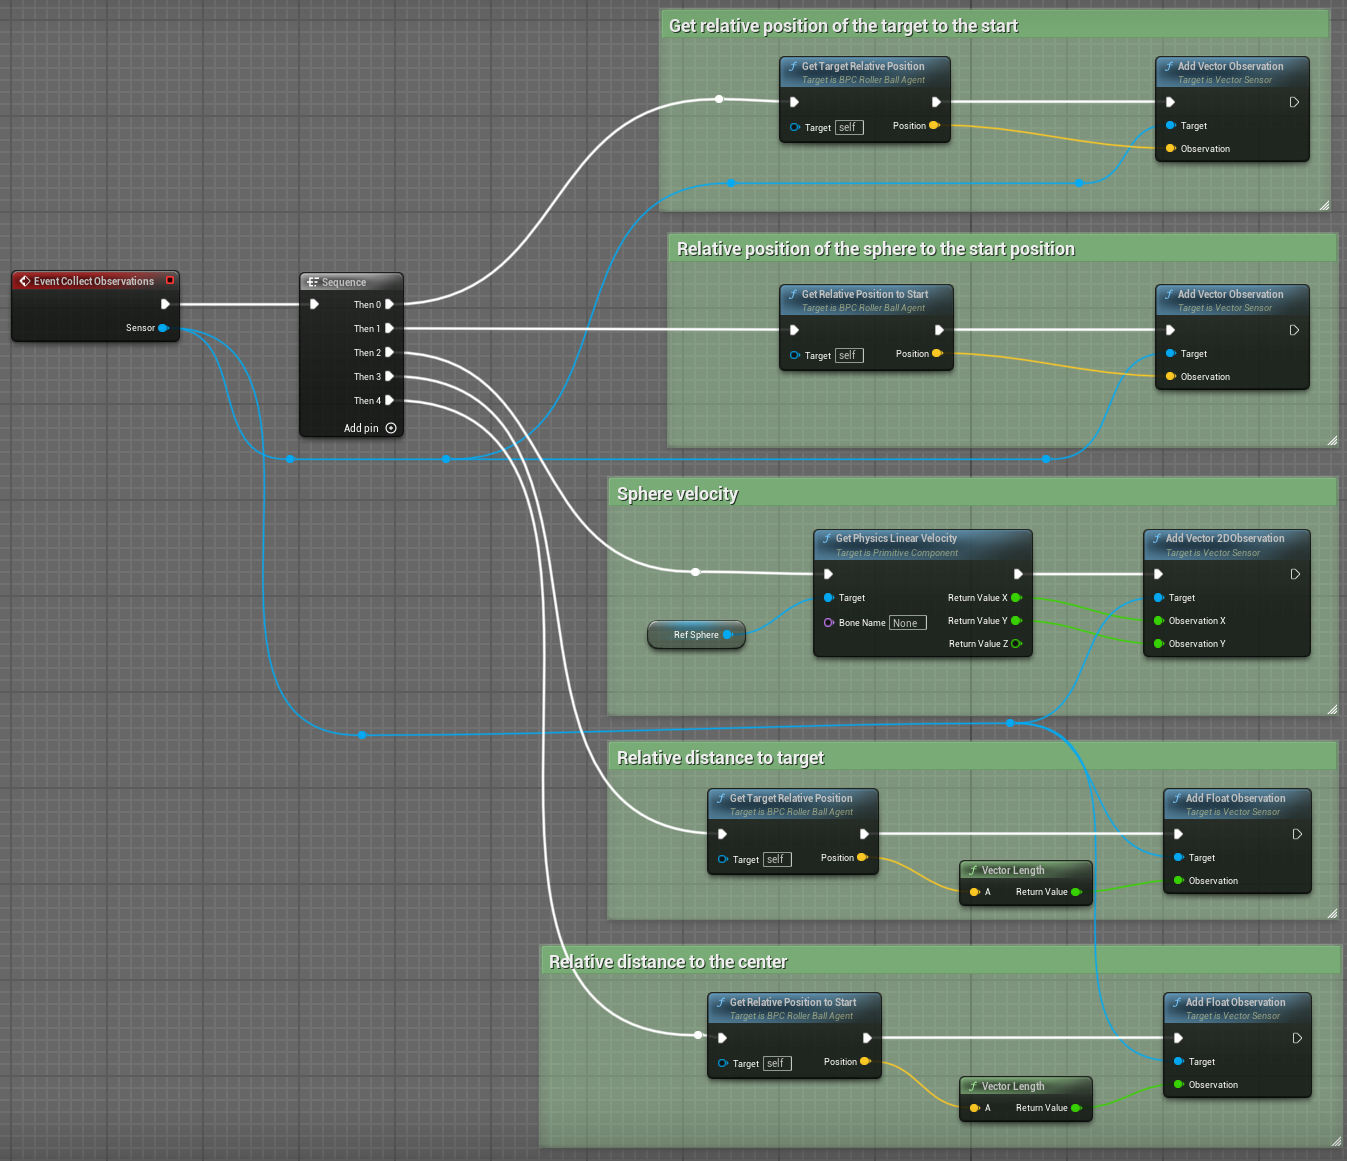 Get relative position of the target to the start
Get Target Relative Position
Target is BPC Roller Ball Agent
Target self
Position
Add Vector Observation
Target is Vector Sensor
Target
Observation
Relative position of the sphere to the start position
Event Collect Observations
Sensor
Sequence
Then 0
Then 1
Then 2
Then 3
Then 4
Add pin
Get Relative Position to Start
Target is BPC Roller Ball Agent
Target self
Position
Add Vector Observation
Target is Vector Sensor
Target
Observation
Sphere velocity
Ref Sphere
Get Physics Linear Velocity
Target is Primitive Component
Target
Bone Name None
Return Value X
Return Value Y
Return Value Z
Add Vector 2DObservation
Target is Vector Sensor
Target
Observation X
Observation Y
Relative distance to target
Get Target Relative Position
Target is BPC Roller Ball Agent
Target self
Position
Vector Length
A
Return Value
Add Float Observation
Target is Vector Sensor
Target
Observation
Relative distance to the center
Get Relative Position to Start
Target is BPC Roller Ball Agent
Target self
Position
Vector Length
A
Return Value
Add Float Observation
Target is Vector Sensor
Target
Observation